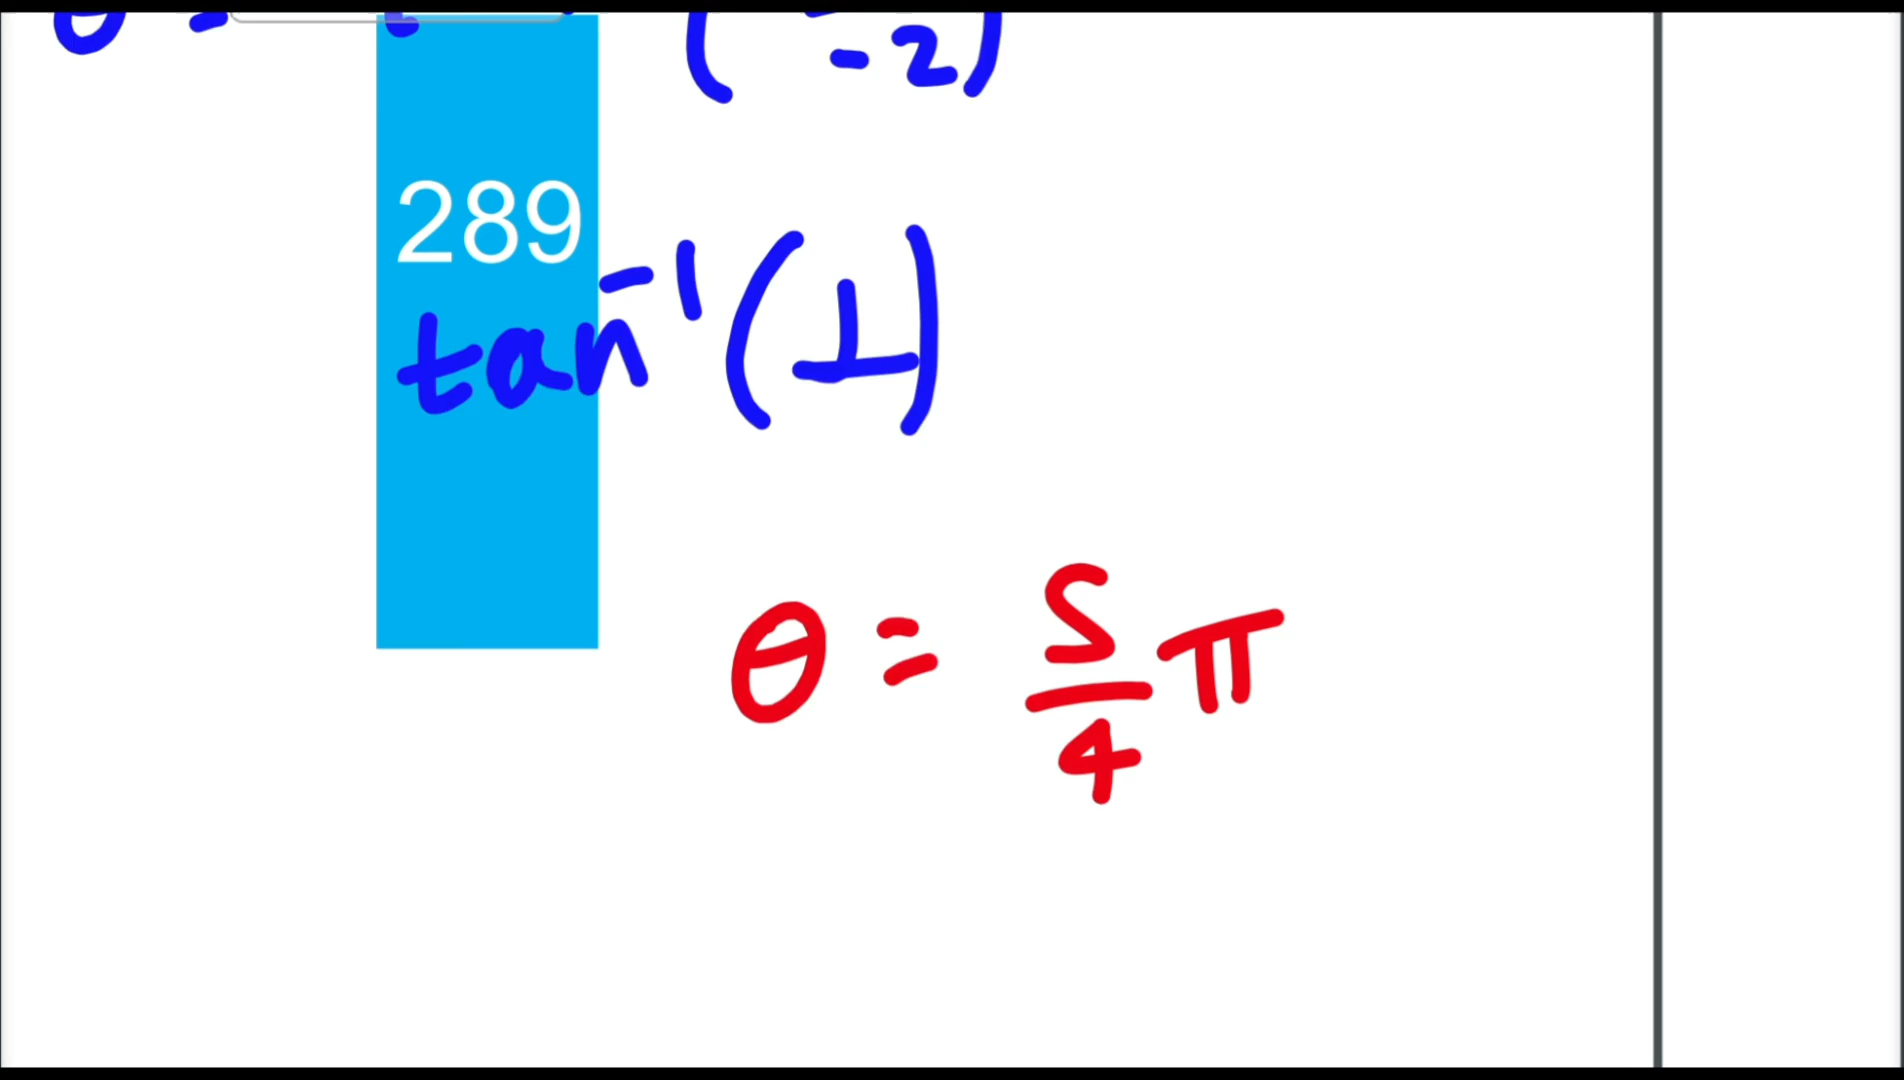 θ = ( -2 )
289
tan⁻¹(1)
θ = 5/4 π